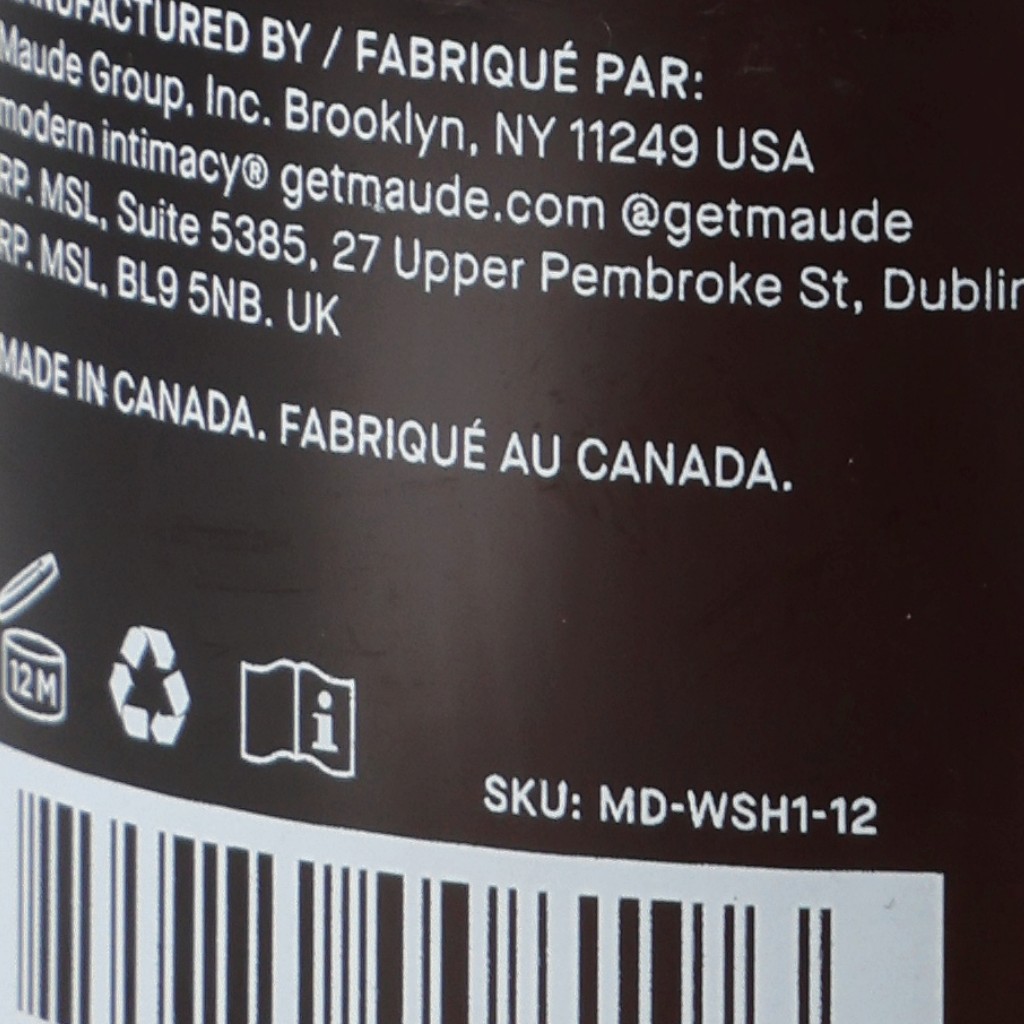 MANUFACTURED BY / FABRIQUÉ PAR:
Maude Group, Inc. Brooklyn, NY 11249 USA
modern intimacy® getmaude.com @getmaude
RP. MSL, Suite 5385, 27 Upper Pembroke St, Dublin
RP. MSL, BL9 5NB. UK
MADE IN CANADA. FABRIQUÉ AU CANADA.
12M
SKU: MD-WSH1-12